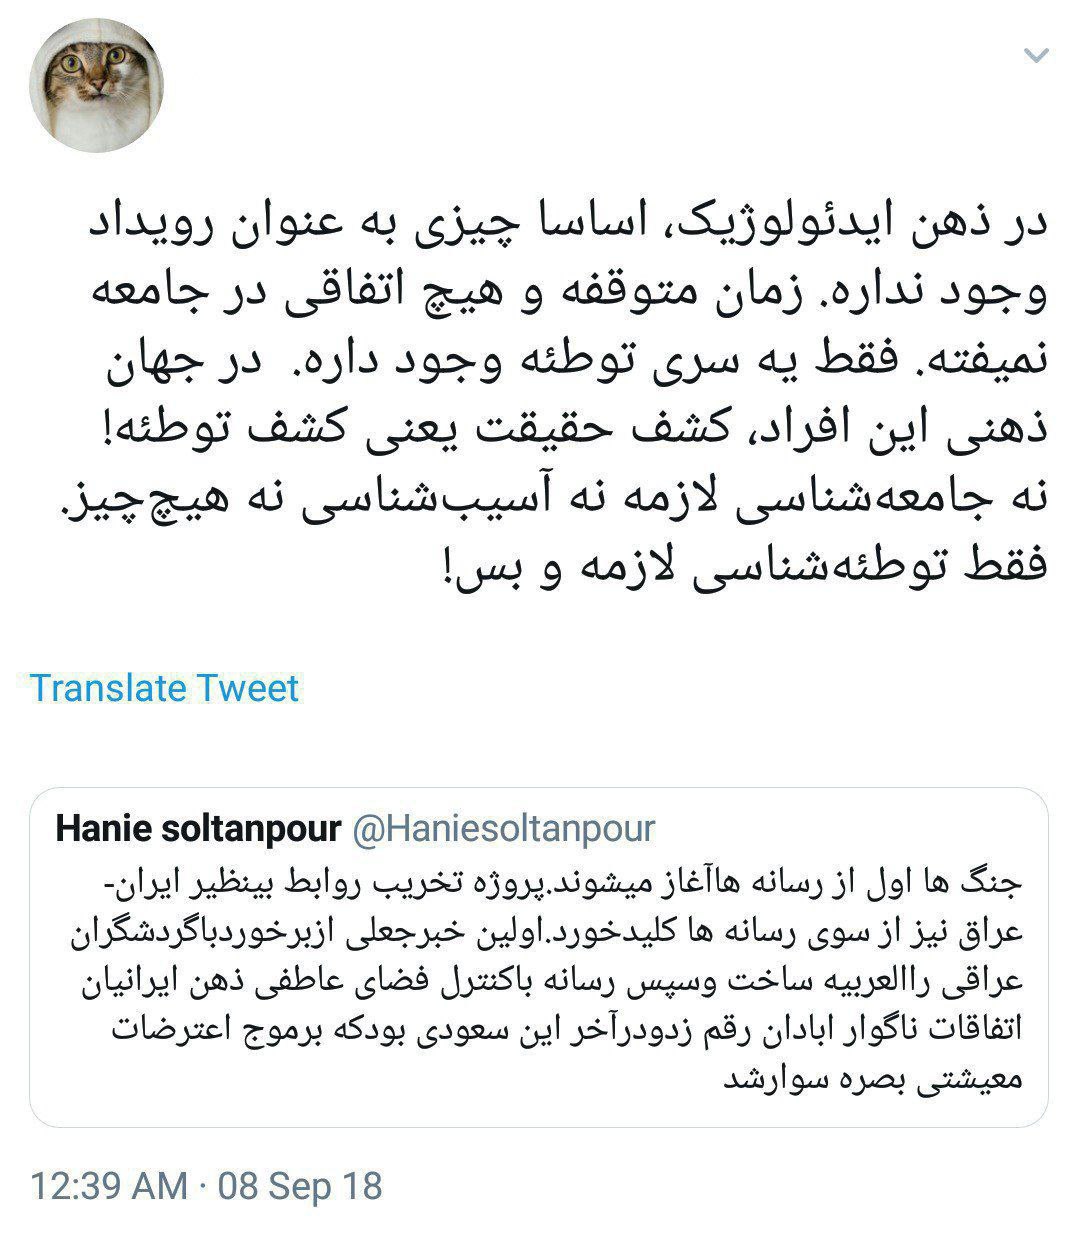 در ذهن ایدئولوژیک، اساسا چیزی به عنوان رویداد
وجود نداره. زمان متوقفه و هیچ اتفاقی در جامعه
نمیفته. فقط یه سری توطئه وجود داره.  در جهان
ذهنی این افراد، کشف حقیقت یعنی کشف توطئه!
نه جامعه‌شناسی لازمه نه آسیب‌شناسی نه هیچ‌چیز.
فقط توطئه‌شناسی لازمه و بس!
Translate Tweet
Hanie soltanpour @Haniesoltanpour
جنگ ها اول از رسانه هاآغاز میشوند.پروژه تخریب روابط بینظیر ایران-
عراق نیز از سوی رسانه ها کلیدخورد.اولین خبرجعلی ازبرخوردباگردشگران
عراقی راالعربیه ساخت وسپس رسانه باکنترل فضای عاطفی ذهن ایرانیان
اتفاقات ناگوار ابادان رقم زدودرآخر این سعودی بودکه برموج اعترضات
معیشتی بصره سوارشد
12:39 AM · 08 Sep 18